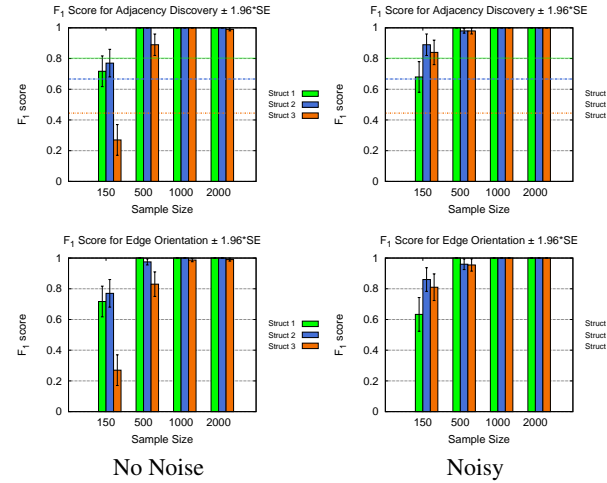 F1 Score for Adjacency Discovery ± 1.96*SE
F1 score
1
0.8
0.6
0.4
0.2
0
150 500 1000 2000
Sample Size
Struct 1
Struct 2
Struct 3
F1 Score for Adjacency Discovery ± 1.96*SE
F1 score
1
0.8
0.6
0.4
0.2
0
150 500 1000 2000
Sample Size
Struct
Struct
Struct
F1 Score for Edge Orientation ± 1.96*SE
F1 score
1
0.8
0.6
0.4
0.2
0
150 500 1000 2000
Sample Size
Struct 1
Struct 2
Struct 3
No Noise
F1 Score for Edge Orientation ± 1.96*SE
F1 score
1
0.8
0.6
0.4
0.2
0
150 500 1000 2000
Sample Size
Struct
Struct
Struct
Noisy